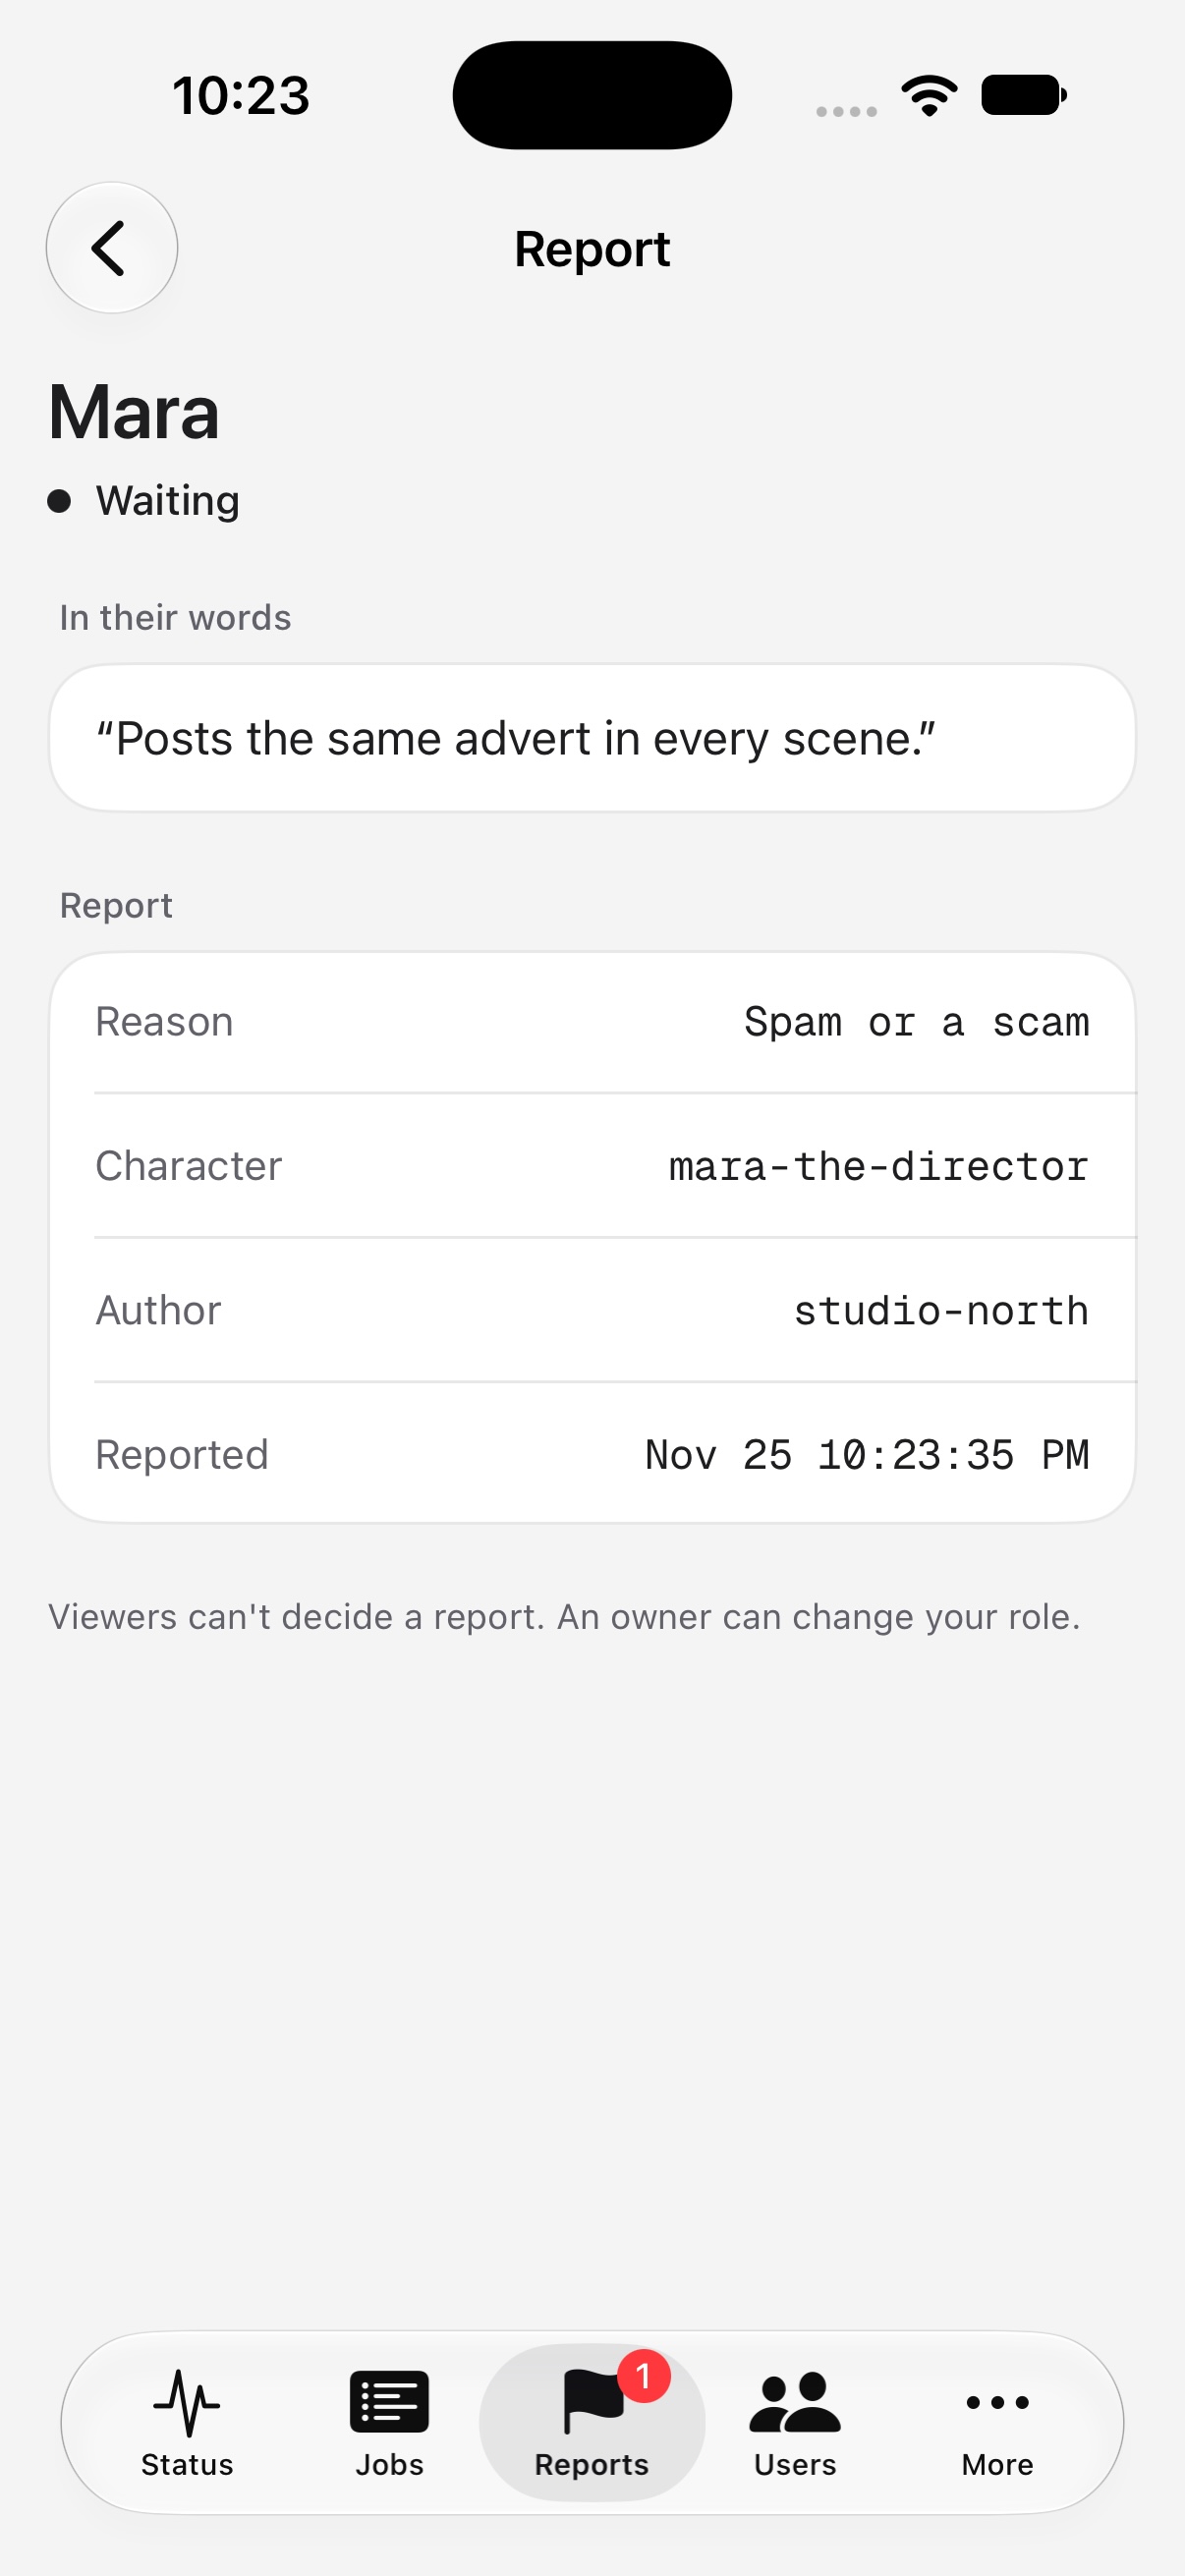 10:23
Report
Mara
Waiting
In their words
“Posts the same advert in every scene.”
Report
Reason Spam or a scam
Character mara-the-director
Author studio-north
Reported Nov 25 10:23:35 PM
Viewers can't decide a report. An owner can change your role.
1
Status Jobs Reports Users More